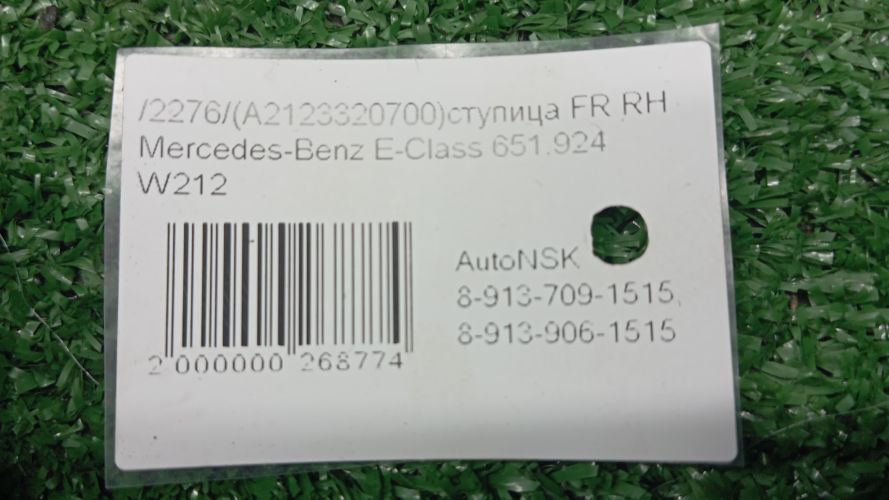 /2276/(A2123320700)ступица FR RH
Mercedes-Benz E-Class 651.924
W212
AutoNSK
8-913-709-1515,
8-913-906-1515
2 000000 268774